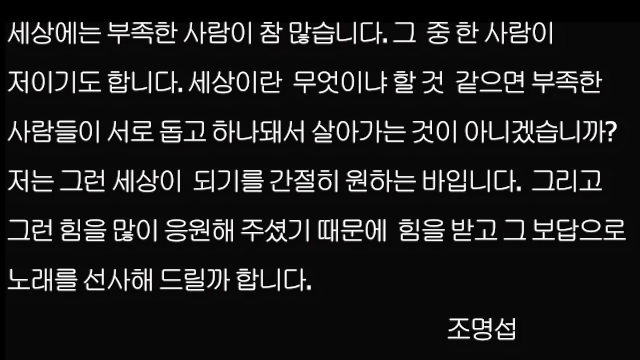 세상에는 부족한 사람이 참 많습니다. 그 중 한 사람이
저이기도 합니다. 세상이란 무엇이냐 할 것 같으면 부족한
사람들이 서로 돕고 하나돼서 살아가는 것이 아니겠습니까?
저는 그런 세상이 되기를 간절히 원하는 바입니다. 그리고
그런 힘을 많이 응원해 주셨기 때문에 힘을 받고 그 보답으로
노래를 선사해 드릴까 합니다.
조명섭